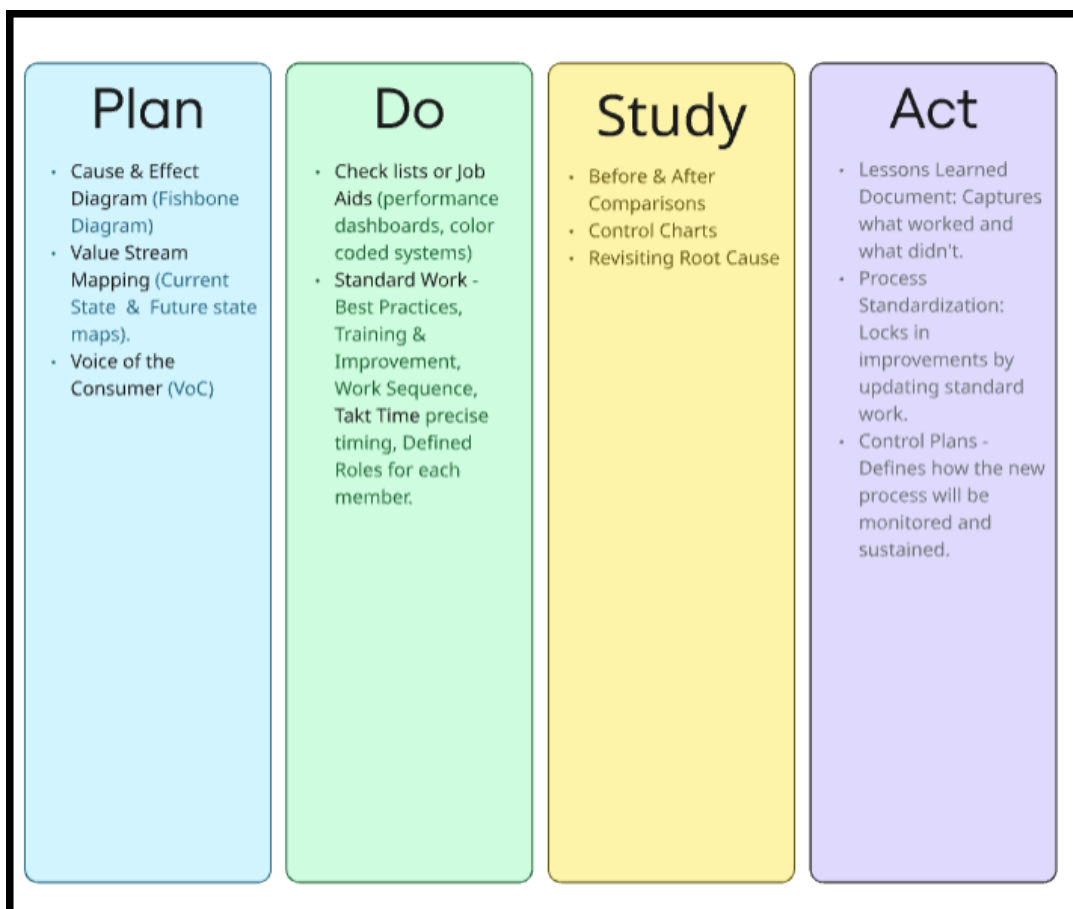 Plan
• Cause & Effect
Diagram (Fishbone
Diagram)
• Value Stream
Mapping (Current
State & Future state
maps).
• Voice of the
Consumer (VoC)
Do
• Check lists or Job
Aids (performance
dashboards, color
coded systems)
• Standard Work -
Best Practices,
Training &
Improvement,
Work Sequence,
Takt Time precise
timing, Defined
Roles for each
member.
Study
• Before & After
Comparisons
• Control Charts
• Revisiting Root Cause
Act
• Lessons Learned
Document: Captures
what worked and
what didn't.
• Process
Standardization:
Locks in
improvements by
updating standard
work.
• Control Plans -
Defines how the new
process will be
monitored and
sustained.